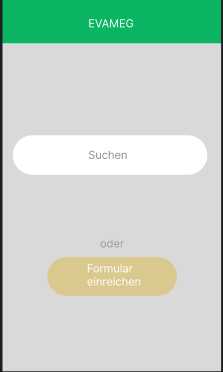 EVAMEG
Suchen
oder
Formular
einreichen